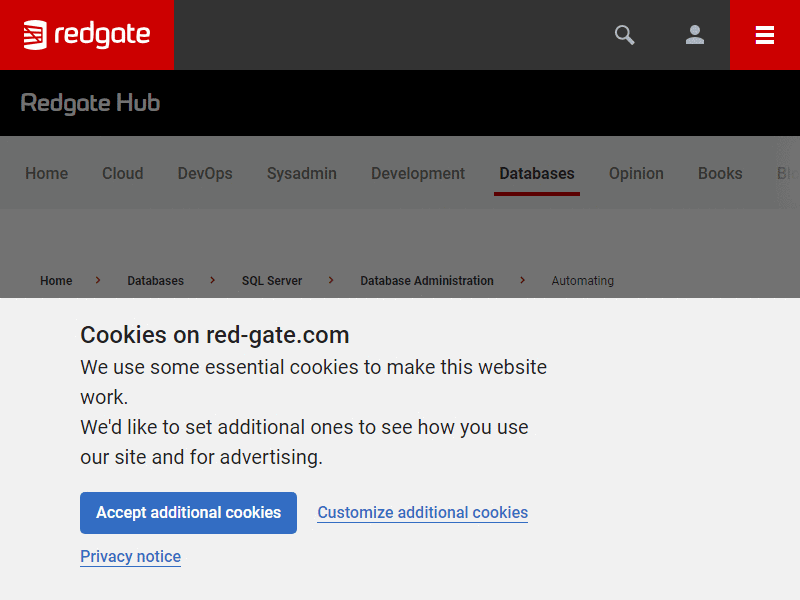 redgate
Redgate Hub
Home Cloud DevOps Sysadmin Development Databases Opinion Books
Home > Databases > SQL Server > Database Administration > Automating
Cookies on red-gate.com
We use some essential cookies to make this website
work.
We'd like to set additional ones to see how you use
our site and for advertising.
Accept additional cookies Customize additional cookies
Privacy notice